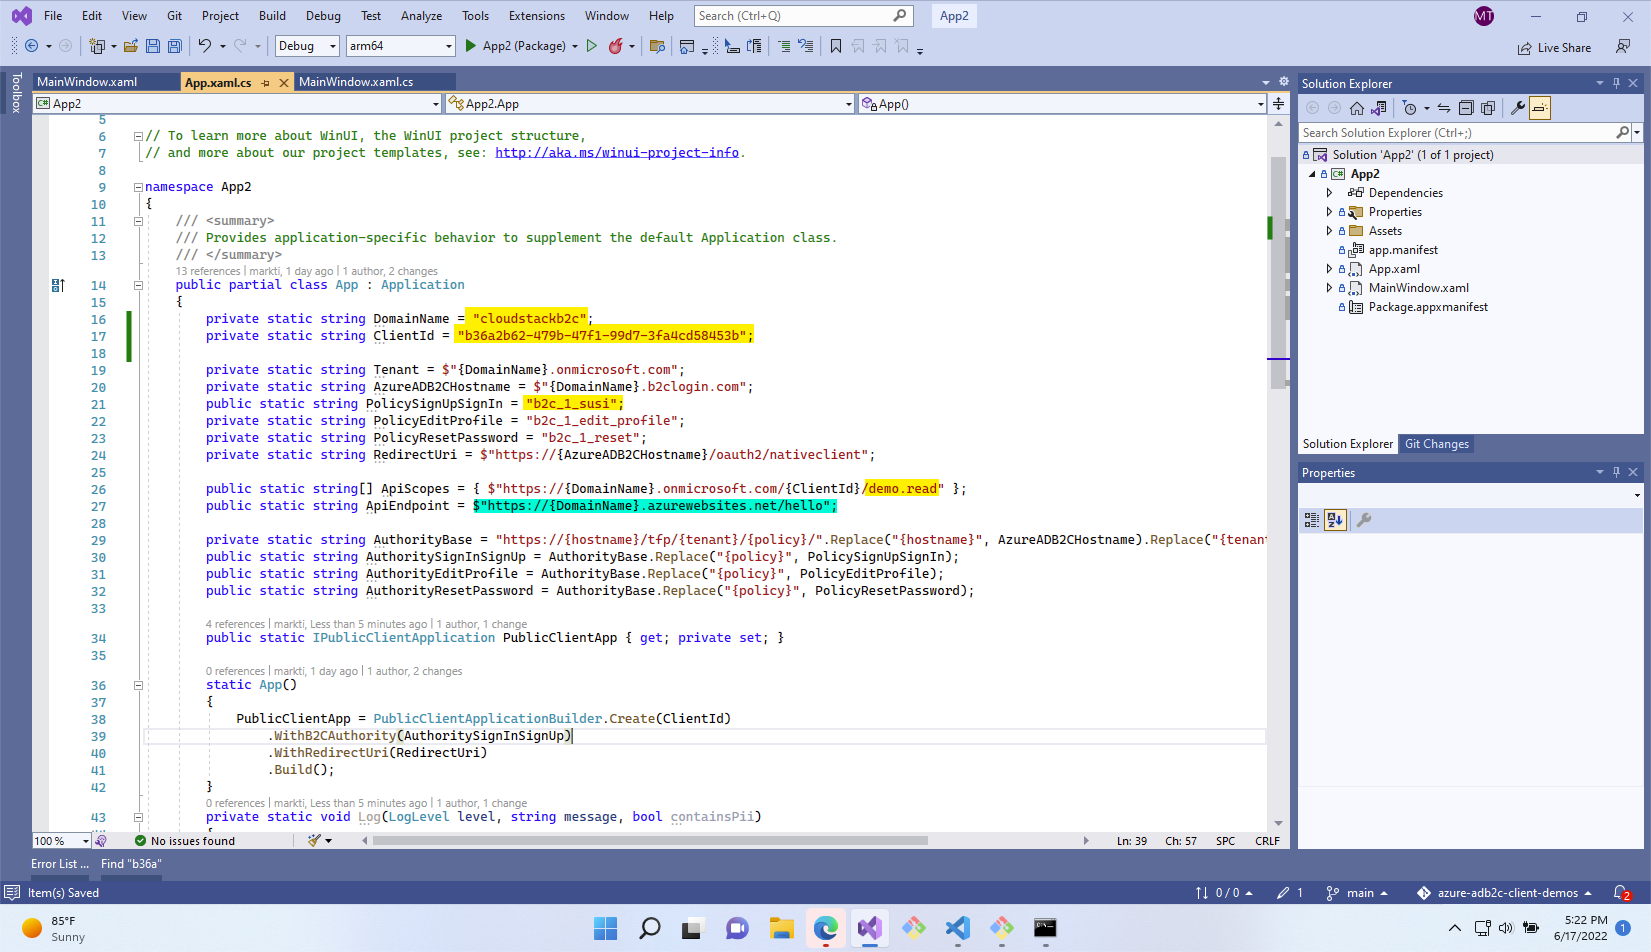 File Edit View Git Project Build Debug Test Analyze Tools Extensions Window Help Search (Ctrl+Q) App2 MT
Debug arm64 App2 (Package) Live Share
Toolbox
MainWindow.xaml App.xaml.cs MainWindow.xaml.cs
C# App2 App2.App App()
5
6 // To learn more about WinUI, the WinUI project structure,
7 // and more about our project templates, see: http://aka.ms/winui-project-info.
8
9 namespace App2
10 {
11 /// <summary>
12 /// Provides application-specific behavior to supplement the default Application class.
13 /// </summary>
13 references | markti, 1 day ago | 1 author, 2 changes
14 public partial class App : Application
15 {
16 private static string DomainName = "cloudstackb2c";
17 private static string ClientId = "b36a2b62-479b-47f1-99d7-3fa4cd58453b";
18
19 private static string Tenant = $"{DomainName}.onmicrosoft.com";
20 private static string AzureADB2CHostname = $"{DomainName}.b2clogin.com";
21 public static string PolicySignUpSignIn = "b2c_1_susi";
22 private static string PolicyEditProfile = "b2c_1_edit_profile";
23 private static string PolicyResetPassword = "b2c_1_reset";
24 private static string RedirectUri = $"https://{AzureADB2CHostname}/oauth2/nativeclient";
25
26 public static string[] ApiScopes = { $"https://{DomainName}.onmicrosoft.com/{ClientId}/demo.read" };
27 public static string ApiEndpoint = $"https://{DomainName}.azurewebsites.net/hello";
28
29 private static string AuthorityBase = "https://{hostname}/tfp/{tenant}/{policy}/".Replace("{hostname}", AzureADB2CHostname).Replace("{tenant
30 public static string AuthoritySignInSignUp = AuthorityBase.Replace("{policy}", PolicySignUpSignIn);
31 public static string AuthorityEditProfile = AuthorityBase.Replace("{policy}", PolicyEditProfile);
32 public static string AuthorityResetPassword = AuthorityBase.Replace("{policy}", PolicyResetPassword);
33
4 references | markti, Less than 5 minutes ago | 1 author, 1 change
34 public static IPublicClientApplication PublicClientApp { get; private set; }
35
0 references | markti, 1 day ago | 1 author, 2 changes
36 static App()
37 {
38 PublicClientApp = PublicClientApplicationBuilder.Create(ClientId)
39 .WithB2CAuthority(AuthoritySignInSignUp)
40 .WithRedirectUri(RedirectUri)
41 .Build();
42 }
0 references | markti, Less than 5 minutes ago | 1 author, 1 change
43 private static void Log(LogLevel level, string message, bool containsPii)
100 % No issues found Ln: 39 Ch: 57 SPC CRLF
Error List ... Find "b36a"
Solution Explorer
Search Solution Explorer (Ctrl+;)
Solution 'App2' (1 of 1 project)
C# App2
Dependencies
Properties
Assets
app.manifest
App.xaml
MainWindow.xaml
Package.appxmanifest
Solution Explorer Git Changes
Properties
Item(s) Saved 0 / 0 1 main azure-adb2c-client-demos 2
85°F
Sunny
5:22 PM
6/17/2022 1